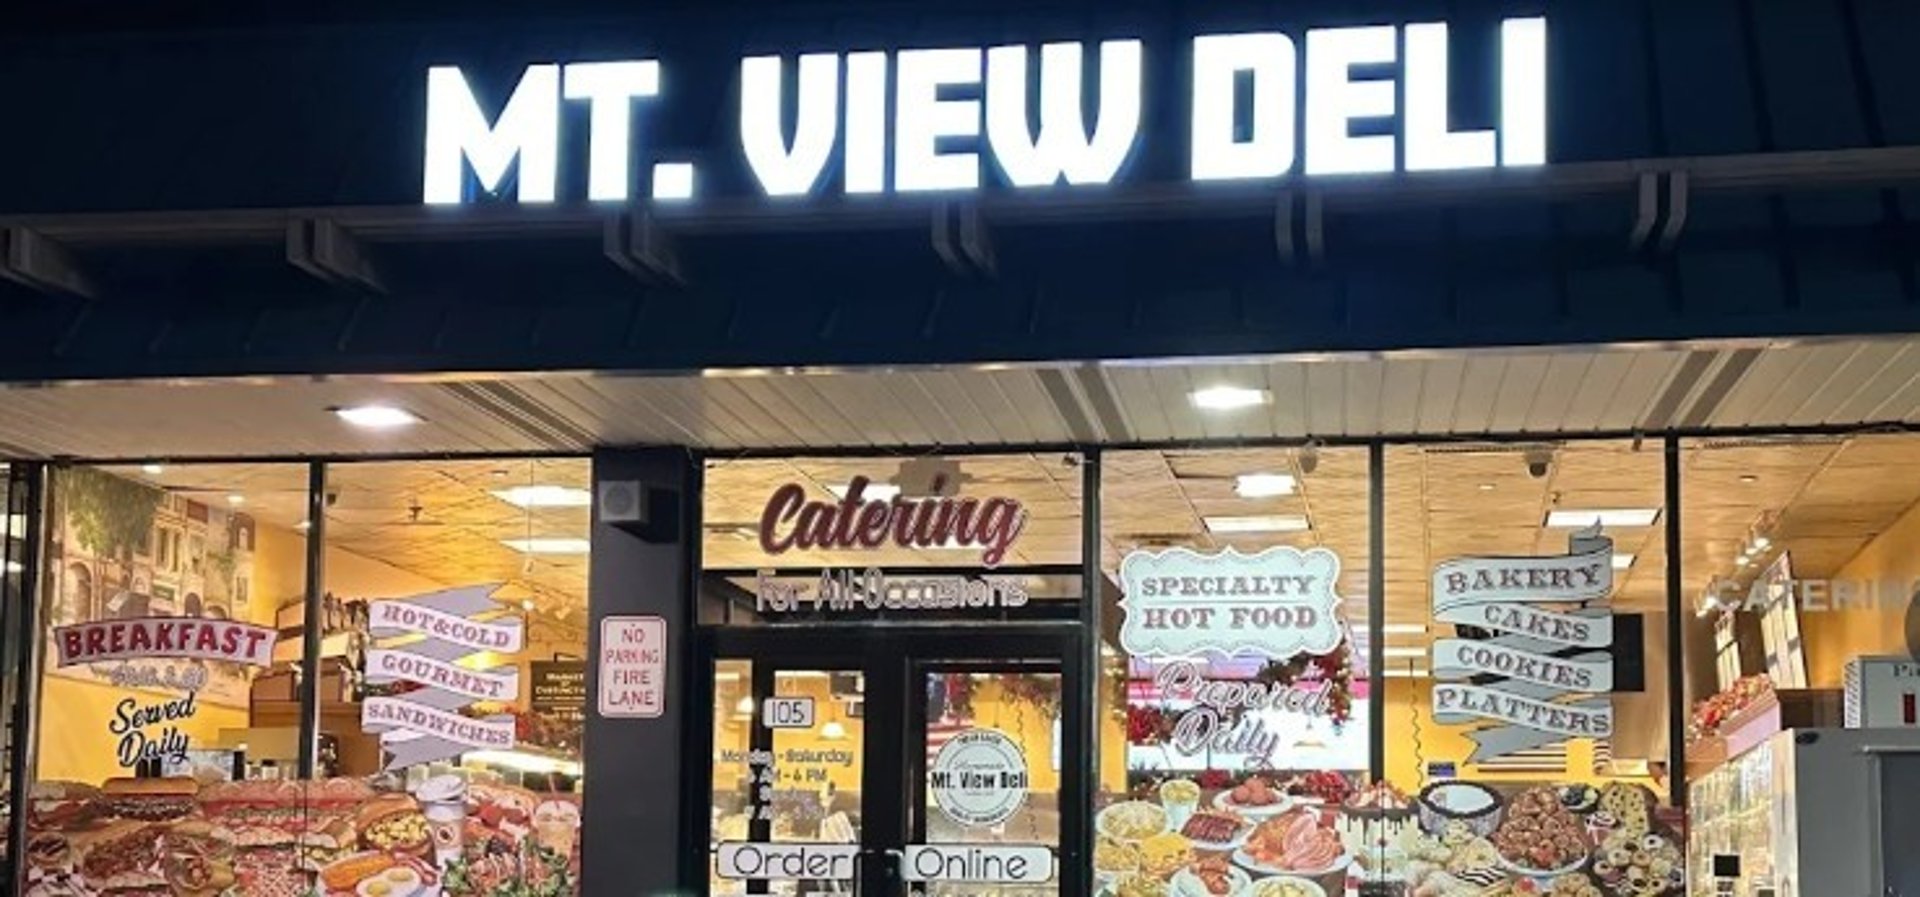 MT. VIEW DELI
BREAKFAST
Served
Daily
HOT&COLD
GOURMET
SANDWICHES
NO
PARKING
FIRE
LANE
Catering
For All Occasions
105
Monday - Saturday
Mt. View Deli
Order Online
SPECIALTY
HOT FOOD
Prepared
Daily
BAKERY
CAKES
COOKIES
PLATTERS